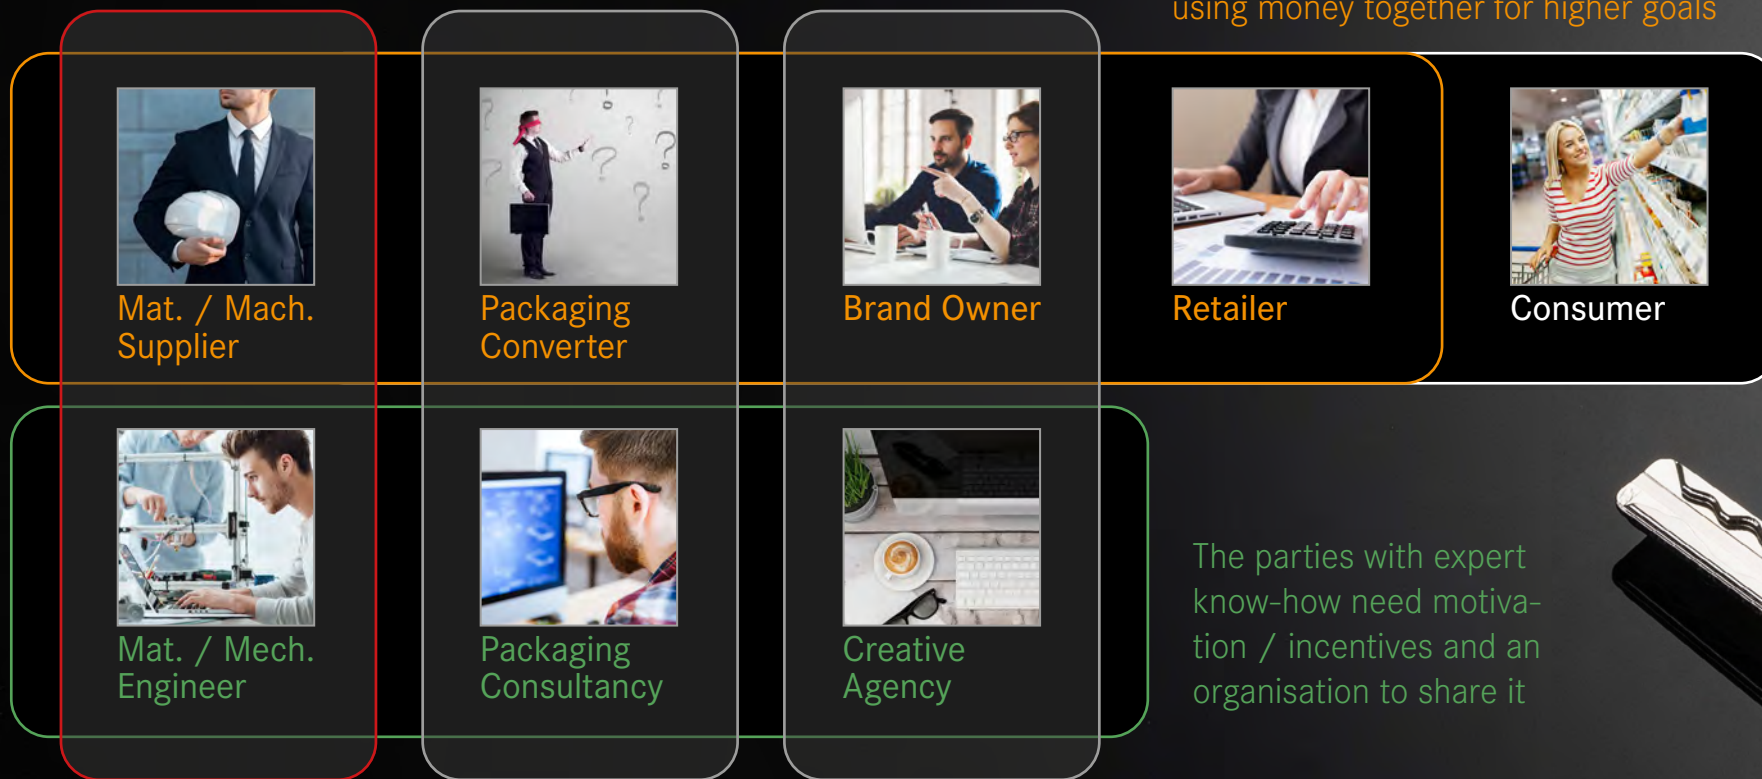 using money together for higher goals
Mat. / Mach.
Supplier
Packaging
Converter
Brand Owner
Retailer
Consumer
Mat. / Mech.
Engineer
Packaging
Consultancy
Creative
Agency
The parties with expert
know-how need motiva-
tion / incentives and an
organisation to share it